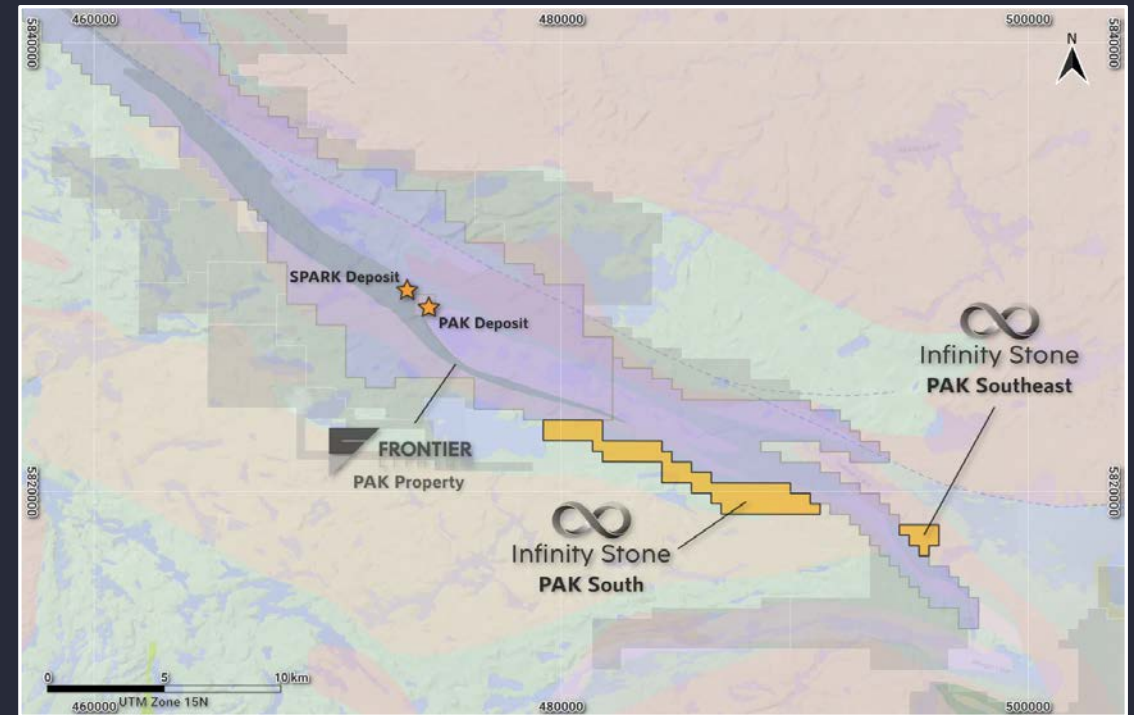 460000
480000
500000
5840000
5840000
N
SPARK Deposit
PAK Deposit
Infinity Stone
PAK Southeast
FRONTIER
PAK Property
5820000
5820000
Infinity Stone
PAK South
0
5
10 km
UTM Zone 15N
460000
480000
500000